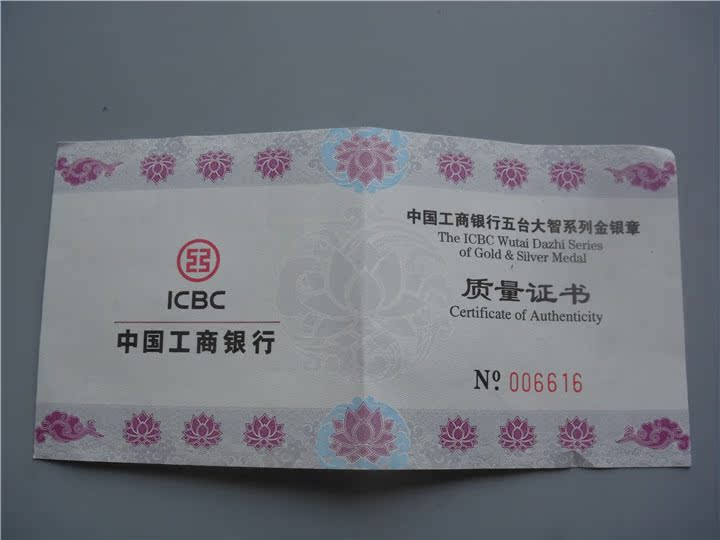 ICBC
中国工商银行
中国工商银行五台大智系列金银章
The ICBC Wutai Dazhi Series
of Gold & Silver Medal
质量证书
Certificate of Authenticity
Nº. 006616